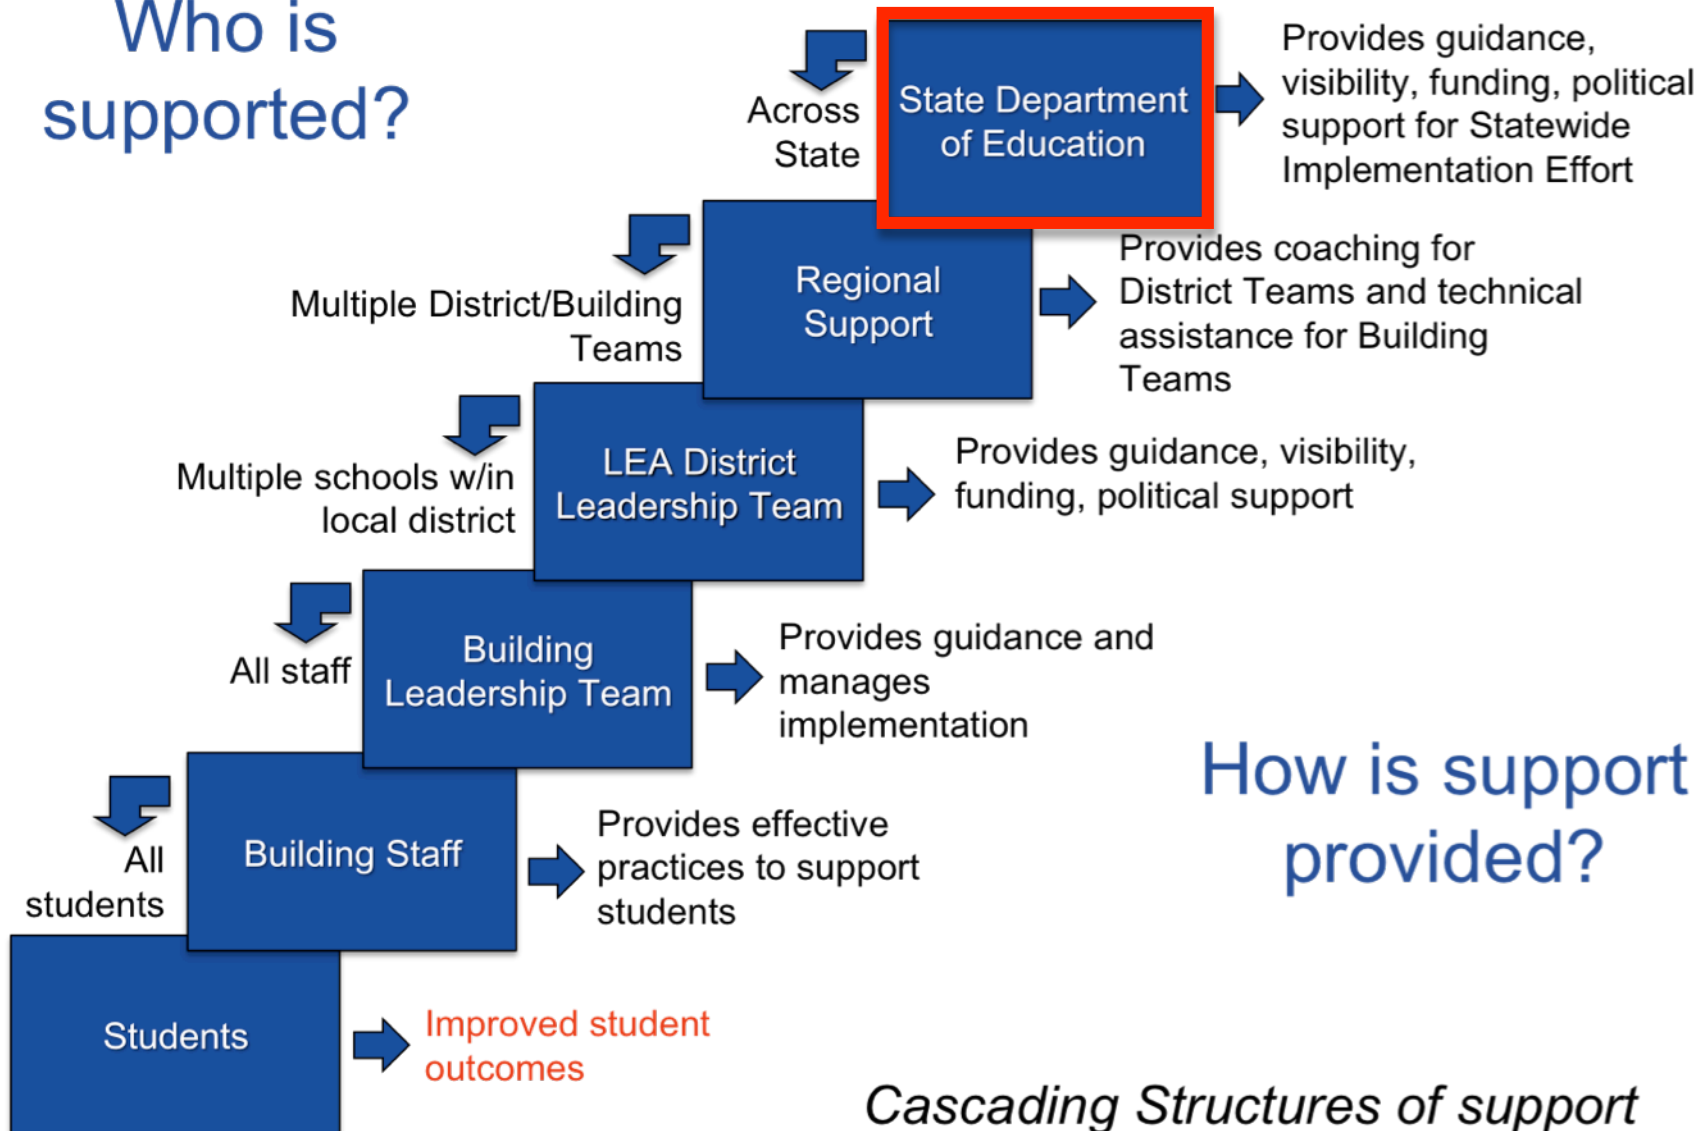 Who is
supported?
Across
State
State Department
of Education
Provides guidance,
visibility, funding, political
support for Statewide
Implementation Effort
Multiple District/Building
Teams
Regional
Support
Provides coaching for
District Teams and technical
assistance for Building
Teams
Multiple schools w/in
local district
LEA District
Leadership Team
Provides guidance, visibility,
funding, political support
All staff
Building
Leadership Team
Provides guidance and
manages
implementation
How is support
provided?
All
students
Building Staff
Provides effective
practices to support
students
Students
Improved student
outcomes
Cascading Structures of support